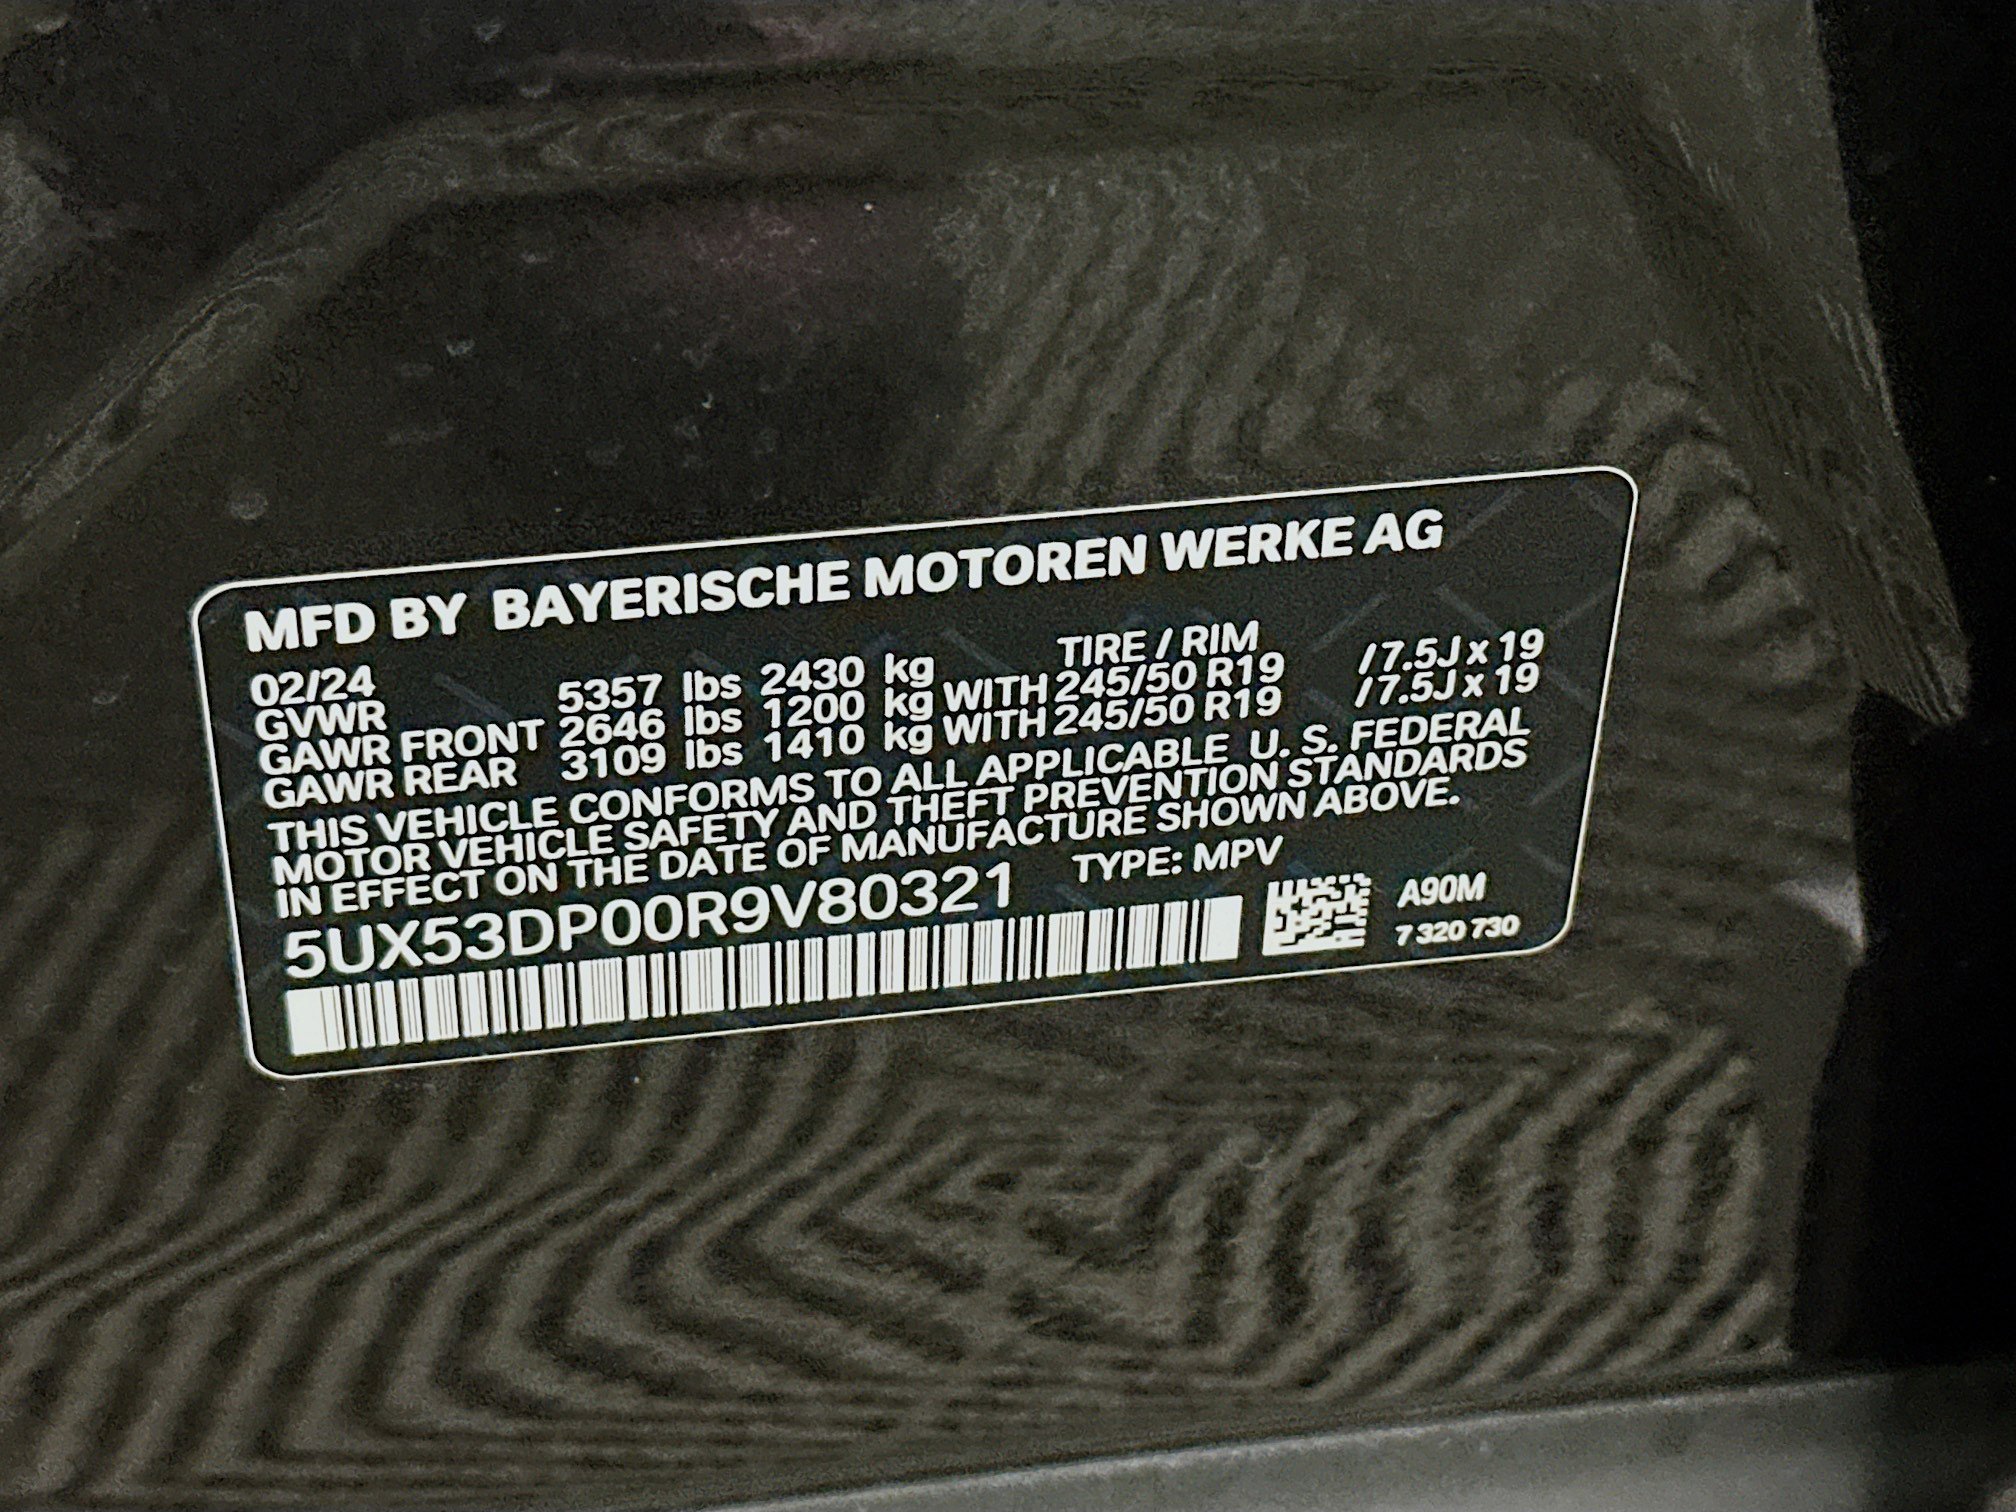 MFD BY BAYERISCHE MOTOREN WERKE AG
02/24 TIRE / RIM
GVWR 5357 lbs 2430 kg
GAWR FRONT 2646 lbs 1200 kg WITH 245/50 R19 / 7.5J x 19
GAWR REAR 3109 lbs 1410 kg WITH 245/50 R19 / 7.5J x 19
THIS VEHICLE CONFORMS TO ALL APPLICABLE U. S. FEDERAL
MOTOR VEHICLE SAFETY AND THEFT PREVENTION STANDARDS
IN EFFECT ON THE DATE OF MANUFACTURE SHOWN ABOVE.
5UX53DP00R9V80321 TYPE: MPV
A90M
7 320 730